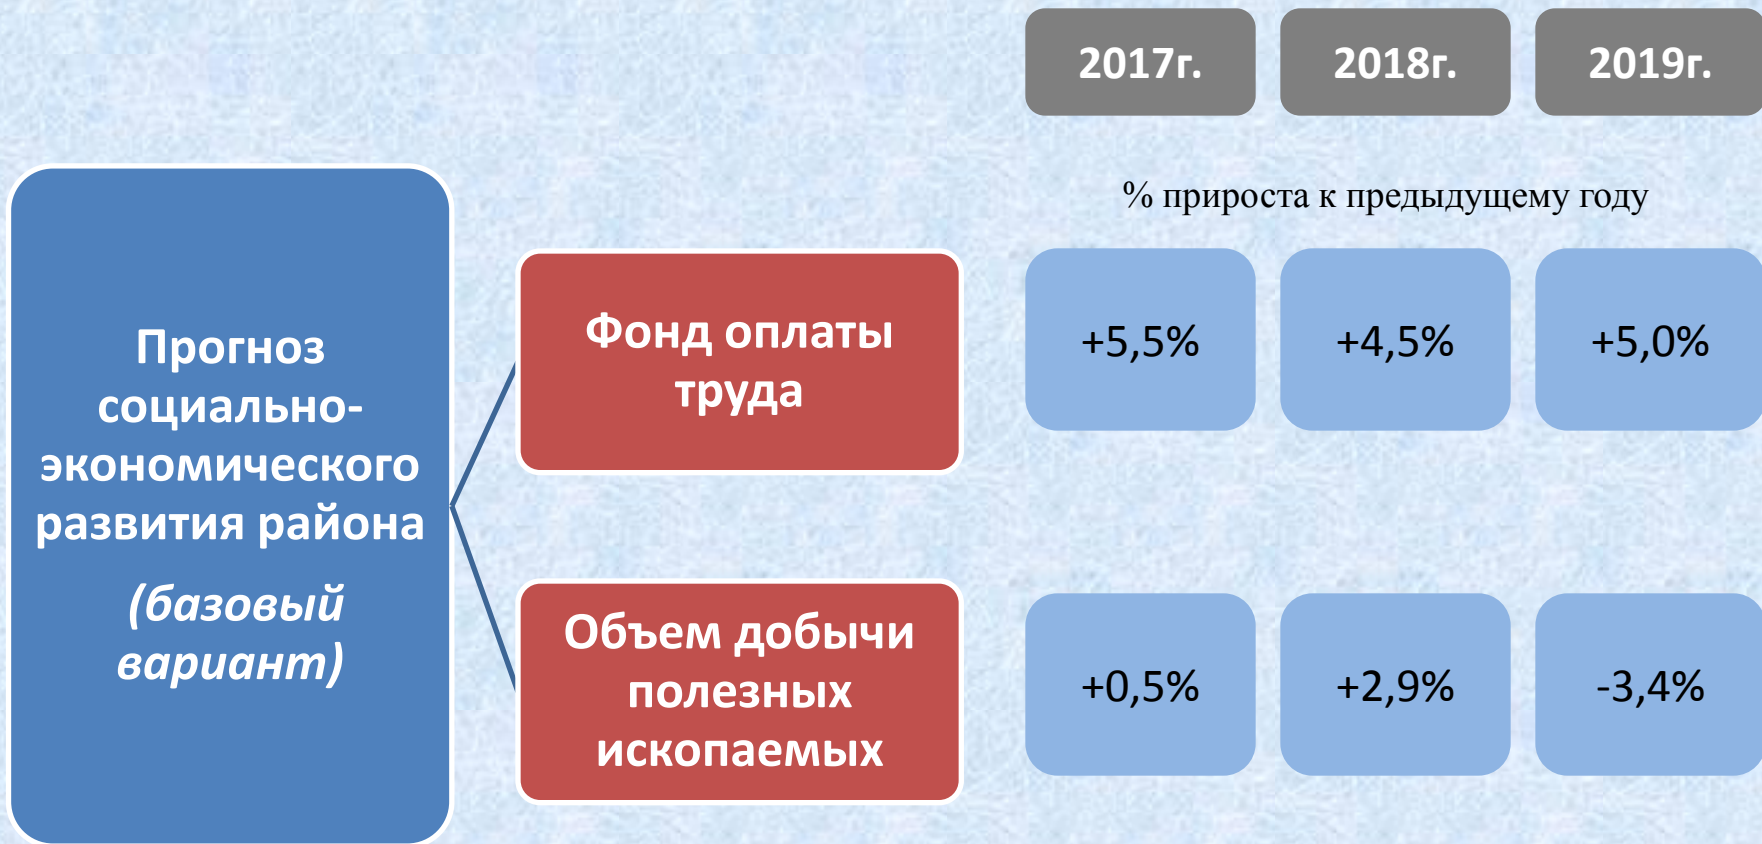 2017г. 2018г. 2019г.
% прироста к предыдущему году
Прогноз
социально-
экономического
развития района
(базовый
вариант)
Фонд оплаты
труда
+5,5% +4,5% +5,0%
Объем добычи
полезных
ископаемых
+0,5% +2,9% -3,4%